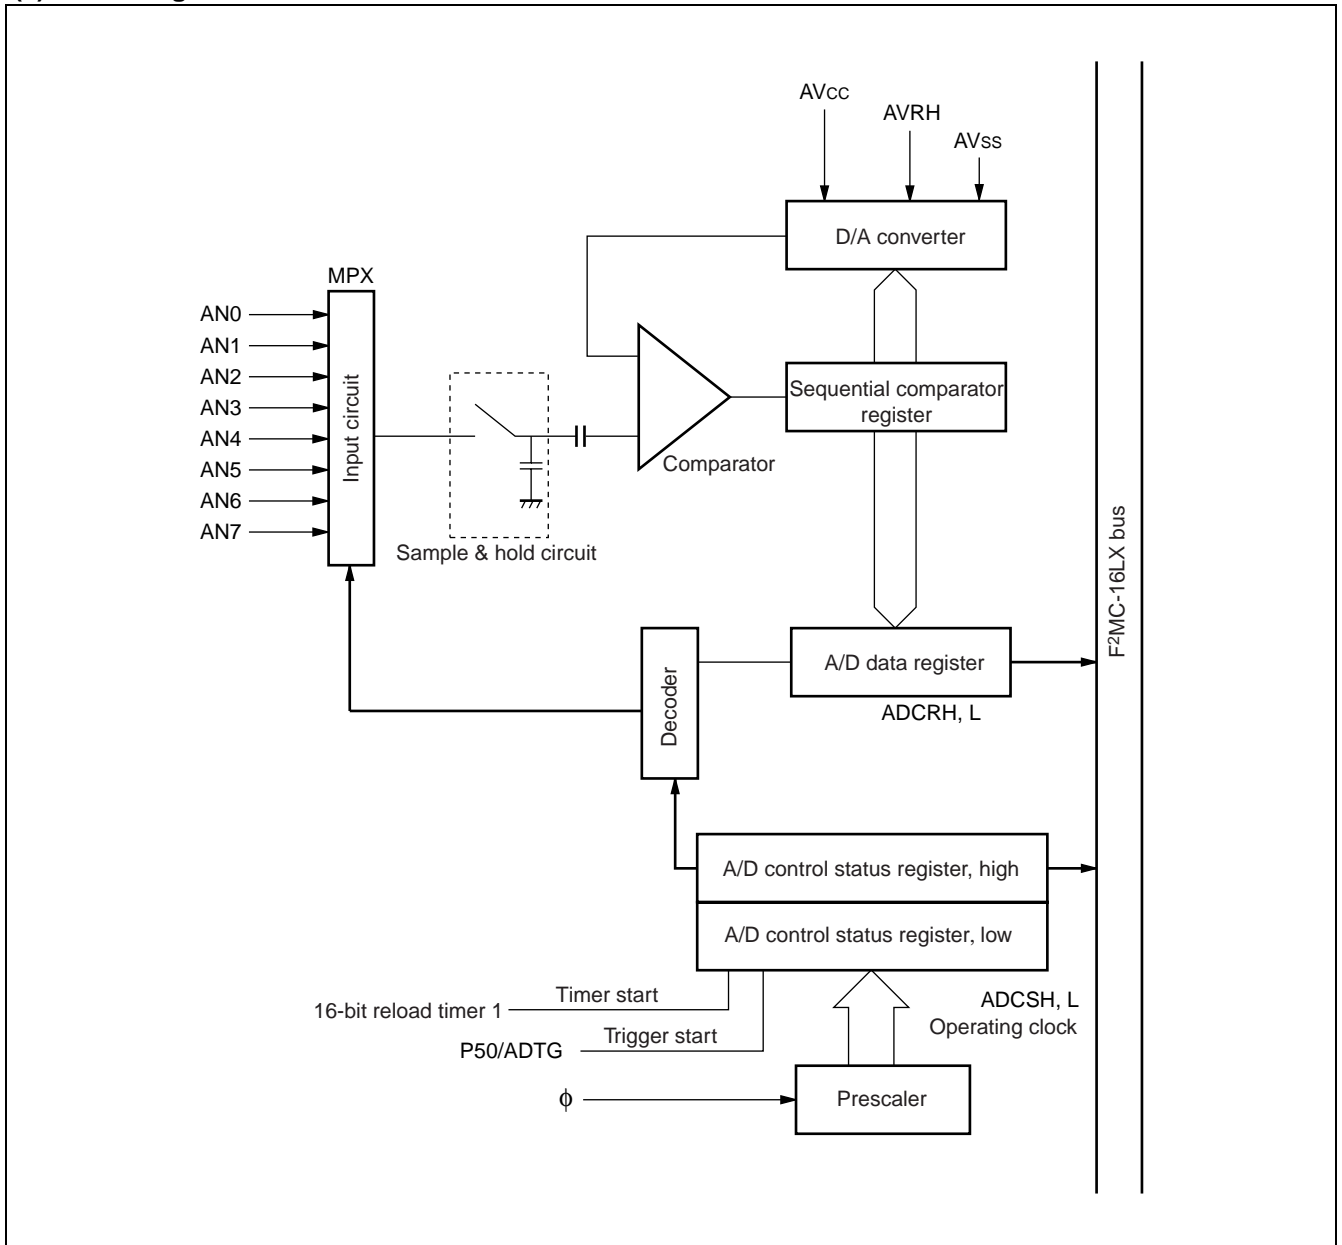 AVCC
AVRH
AVSS
D/A converter
MPX
AN0
AN1
AN2
AN3
AN4
AN5
AN6
AN7
Input circuit
Sequential comparator
register
Comparator
Sample & hold circuit
F²MC-16LX bus
Decoder
A/D data register
ADCRH, L
A/D control status register, high
A/D control status register, low
16-bit reload timer 1
Timer start
ADCSH, L
Operating clock
P50/ADTG
Trigger start
ϕ
Prescaler